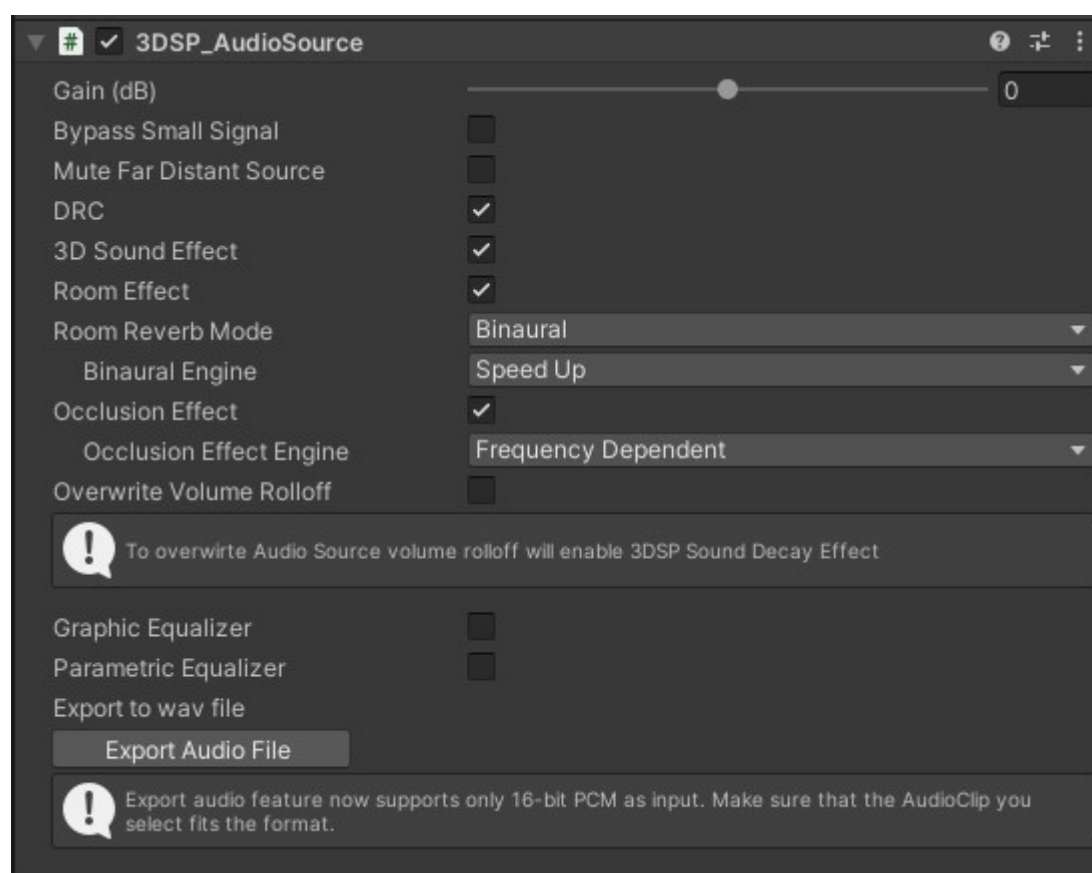 3DSP_AudioSource
Gain (dB) 0
Bypass Small Signal
Mute Far Distant Source
DRC
3D Sound Effect
Room Effect
Room Reverb Mode Binaural
Binaural Engine Speed Up
Occlusion Effect
Occlusion Effect Engine Frequency Dependent
Overwrite Volume Rolloff
To overwirte Audio Source volume rolloff will enable 3DSP Sound Decay Effect
Graphic Equalizer
Parametric Equalizer
Export to wav file
Export Audio File
Export audio feature now supports only 16-bit PCM as input. Make sure that the AudioClip you
select fits the format.